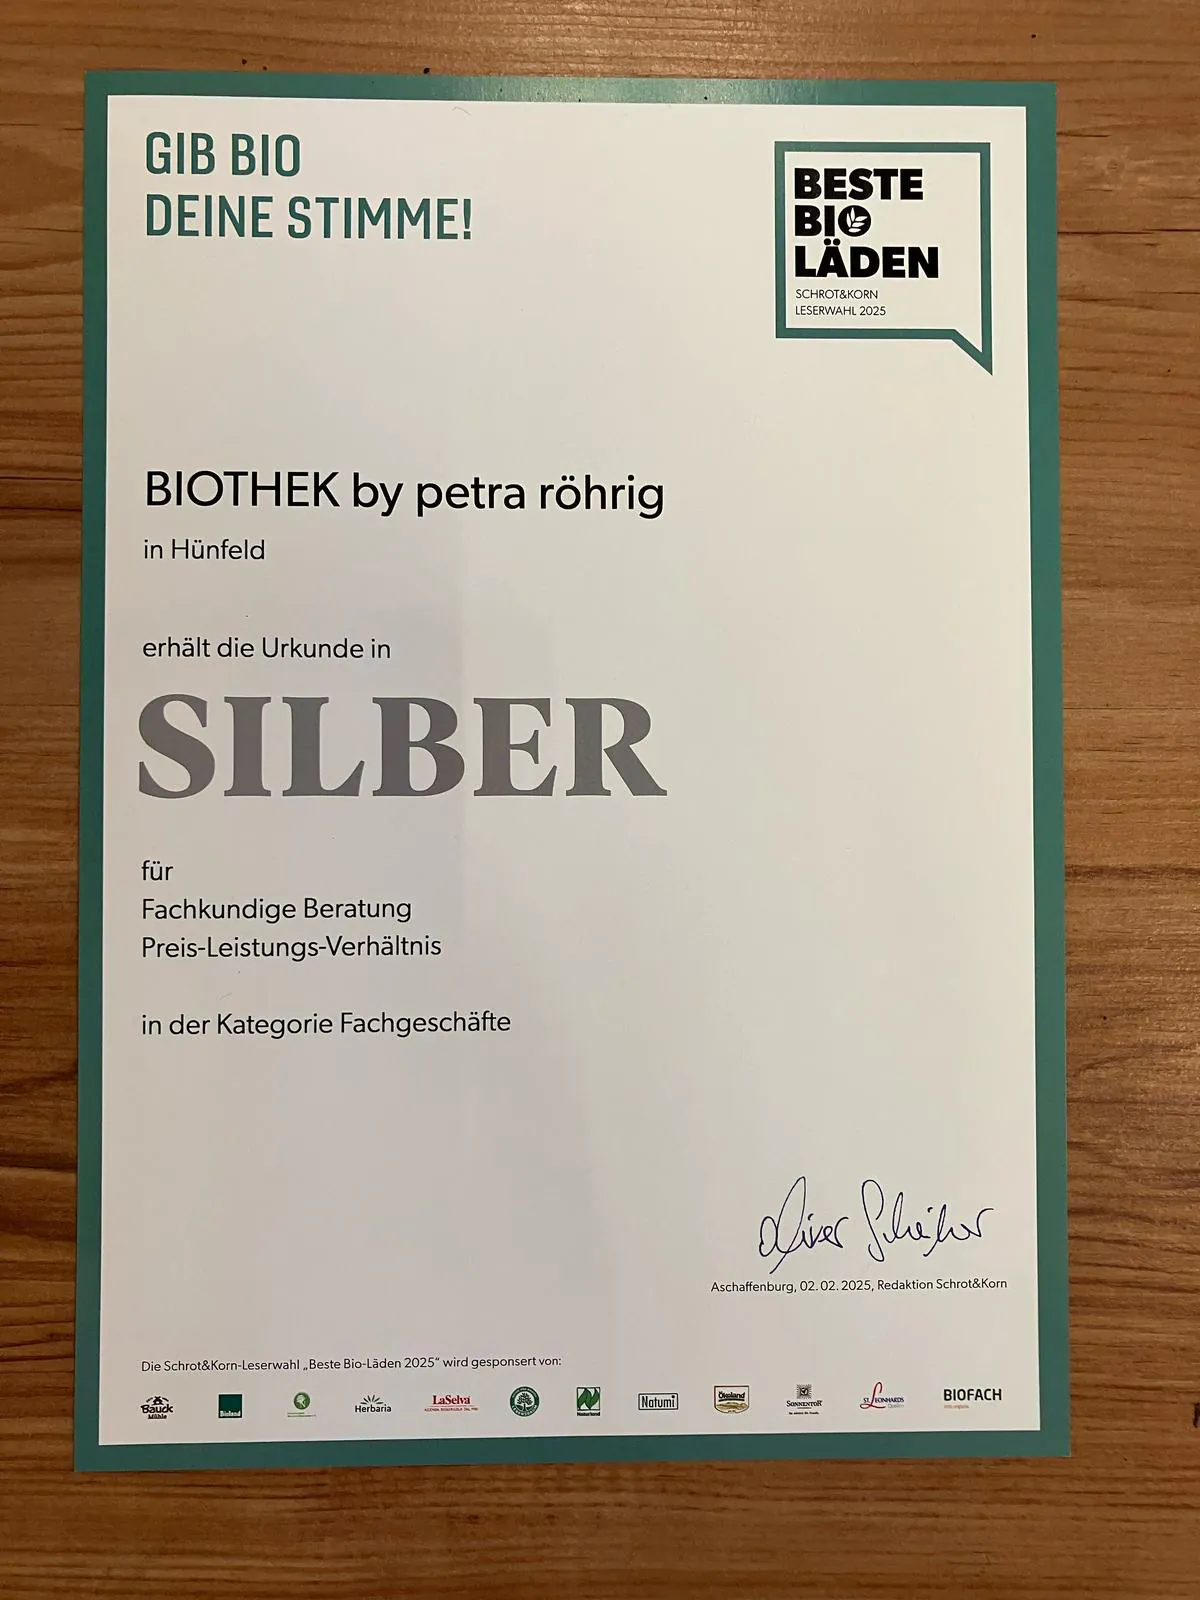 GIB BIO
DEINE STIMME!
BESTE
BIO
LÄDEN
SCHROT&KORN
LESERWAHL 2025
BIOTHEK by petra röhrig
in Hünfeld
erhält die Urkunde in
SILBER
für
Fachkundige Beratung
Preis-Leistungs-Verhältnis
in der Kategorie Fachgeschäfte
Aschaffenburg, 02. 02. 2025, Redaktion Schrot&Korn
Die Schrot&Korn-Leserwahl „Beste Bio-Läden 2025“ wird gesponsert von:
Bauck Mühle
Bioland
Herbaria
LaSelva
Naturland
Natumi
Ökoland
SONNENTOR
ST. LEONHARDS Quellen
BIOFACH